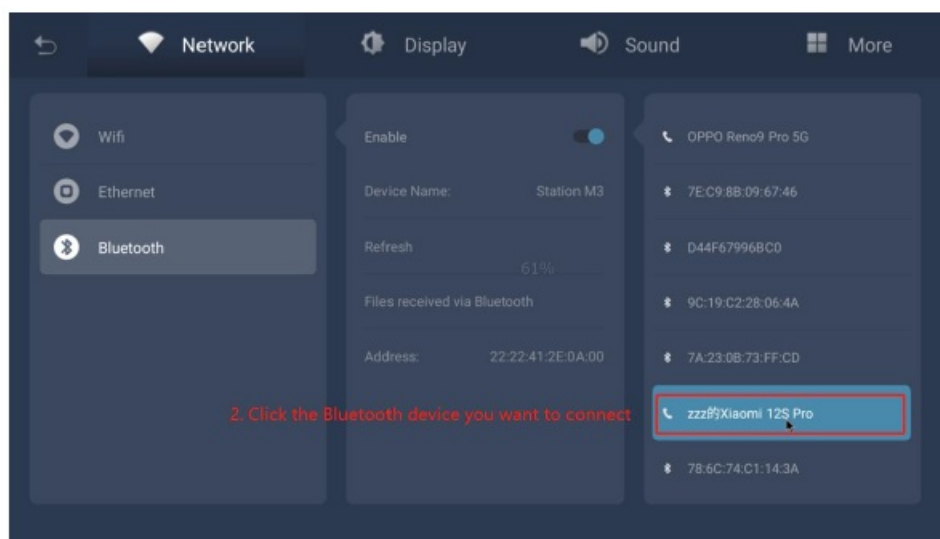 Network
Display
Sound
More
Wifi
Ethernet
Bluetooth
Enable
Device Name: Station M3
Refresh
61%
Files received via Bluetooth
Address: 22:22:41:2E:0A:00
OPPO Reno9 Pro 5G
7E:C9:8B:09:67:46
D44F67996BC0
9C:19:C2:28:06:4A
7A:23:0B:73:FF:CD
zzz的Xiaomi 12S Pro
78:6C:74:C1:14:3A
2. Click the Bluetooth device you want to connect